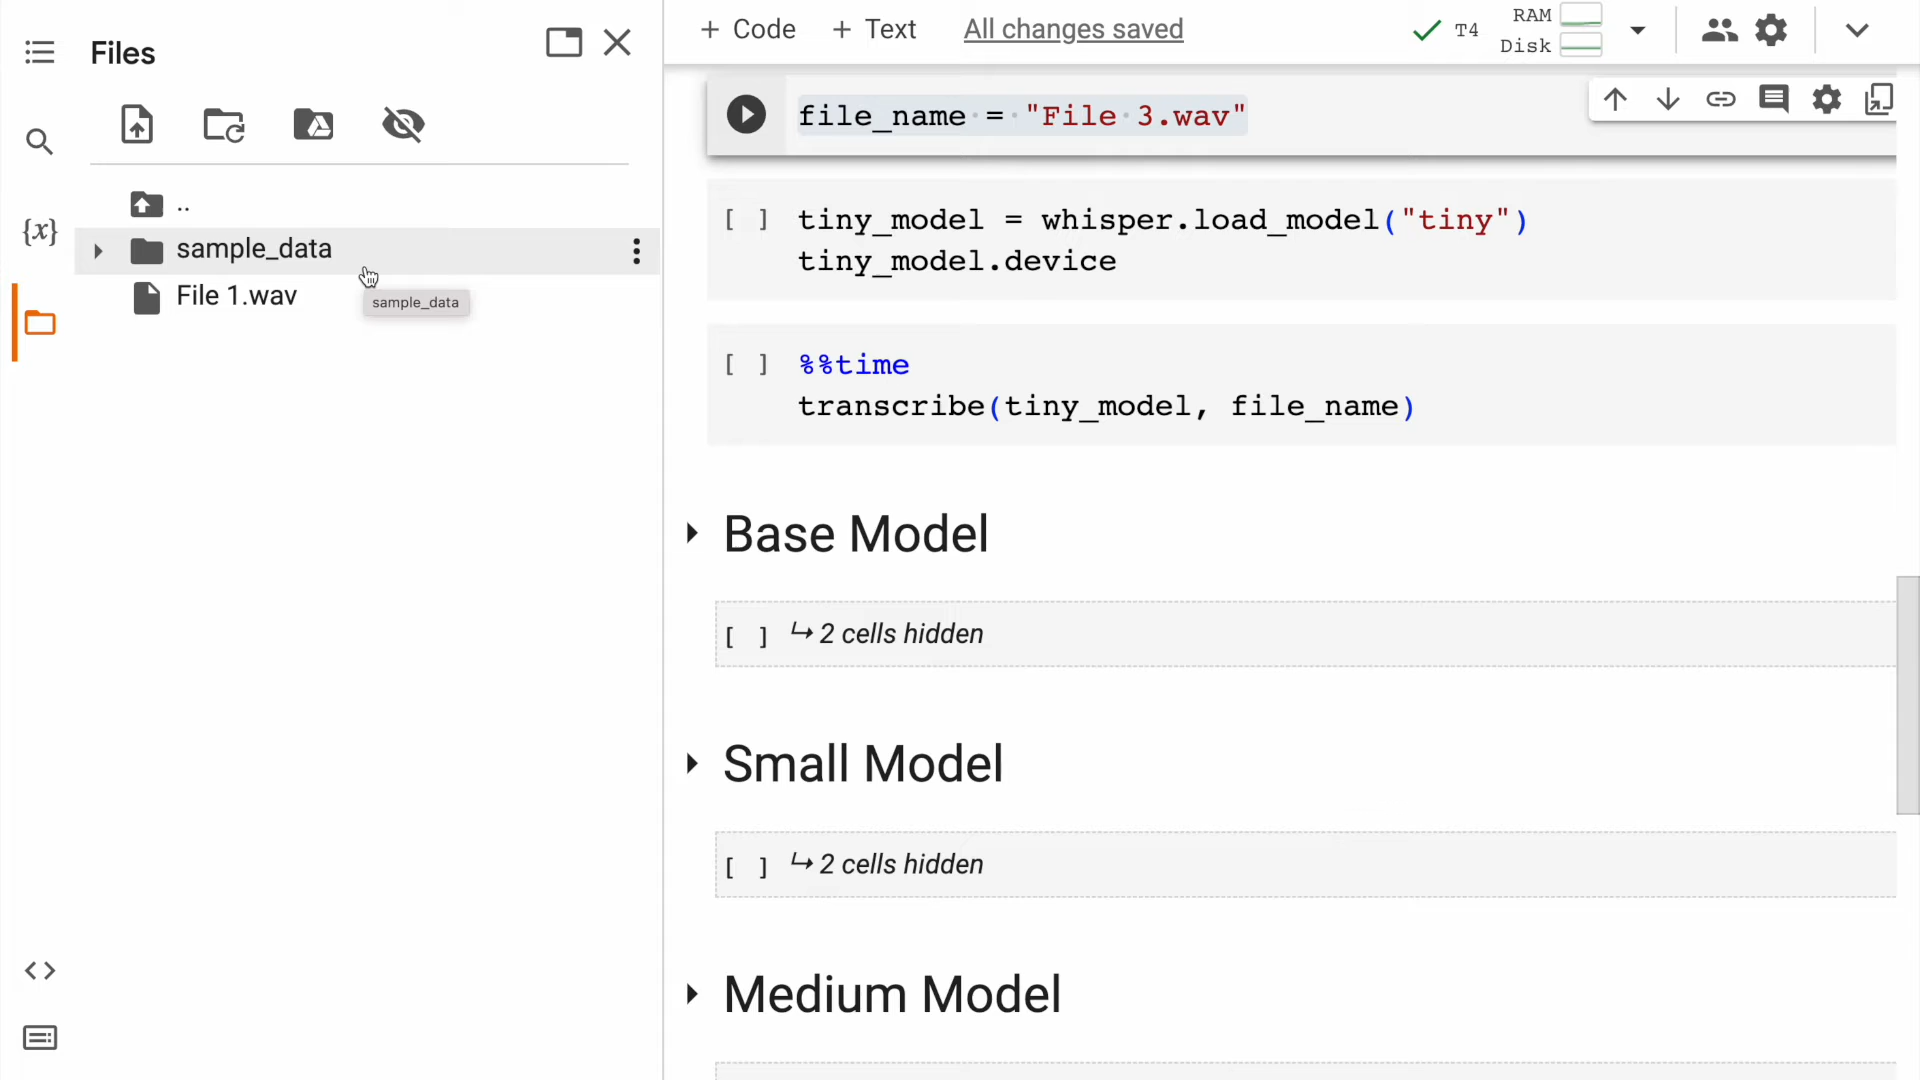 Files
..
sample_data
File 1.wav
sample_data
{x}
+ Code + Text All changes saved
T4
RAM
Disk
file_name = "File 3.wav"
[ ] tiny_model = whisper.load_model("tiny")
tiny_model.device
[ ] %%time
transcribe(tiny_model, file_name)
Base Model
[ ] ↳ 2 cells hidden
Small Model
[ ] ↳ 2 cells hidden
Medium Model